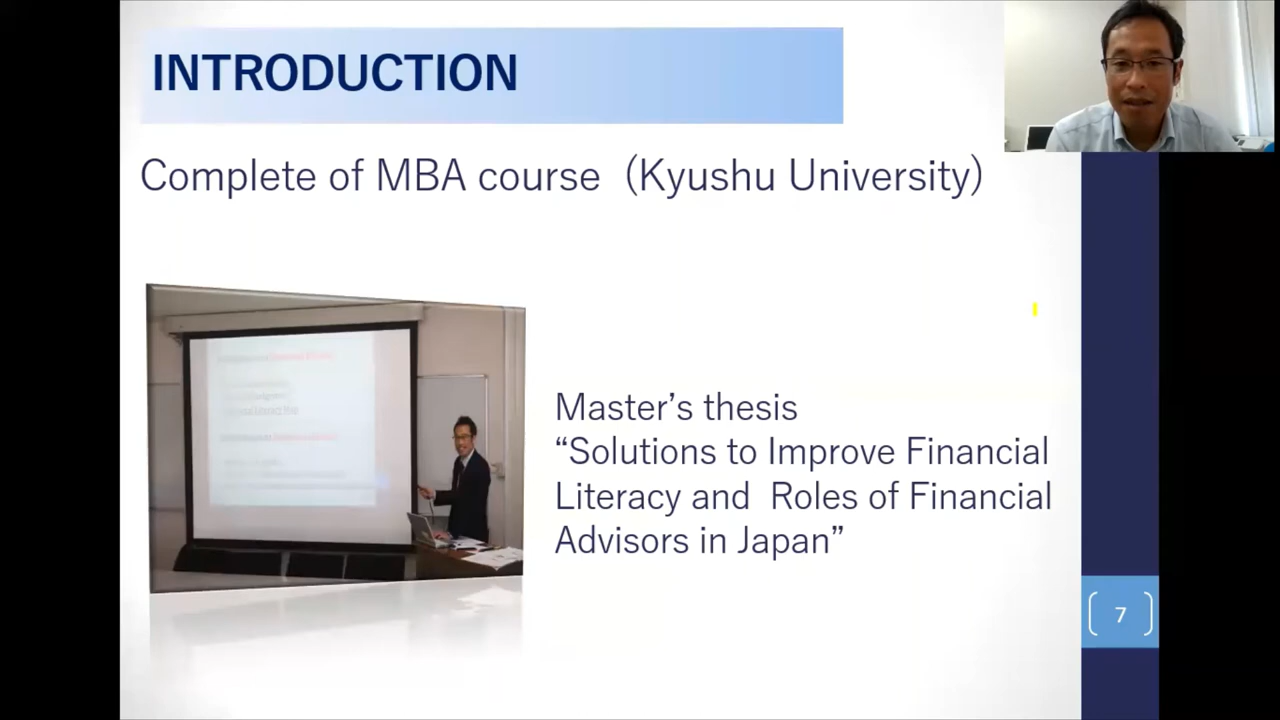 INTRODUCTION
Complete of MBA course (Kyushu University)
Master’s thesis
“Solutions to Improve Financial
Literacy and Roles of Financial
Advisors in Japan”
7